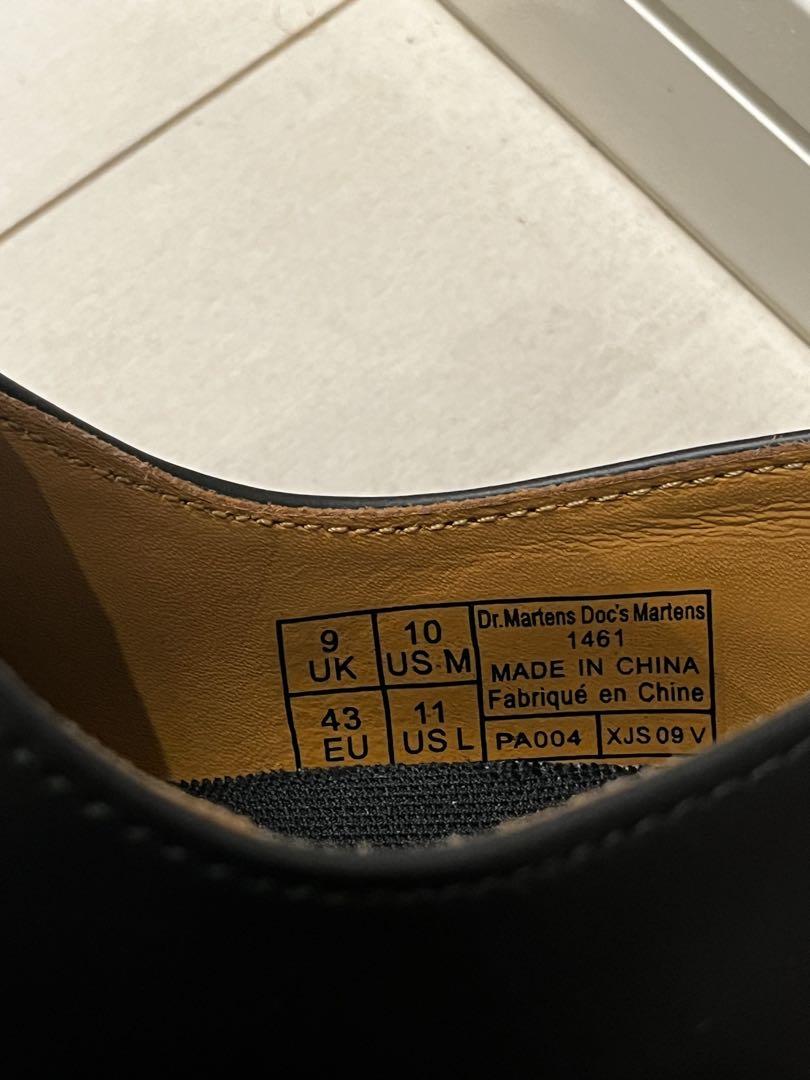 9
UK
10
US M
43
EU
11
US L
Dr.Martens Doc's Martens
1461
MADE IN CHINA
Fabriqué en Chine
PA004
XJS 09 V